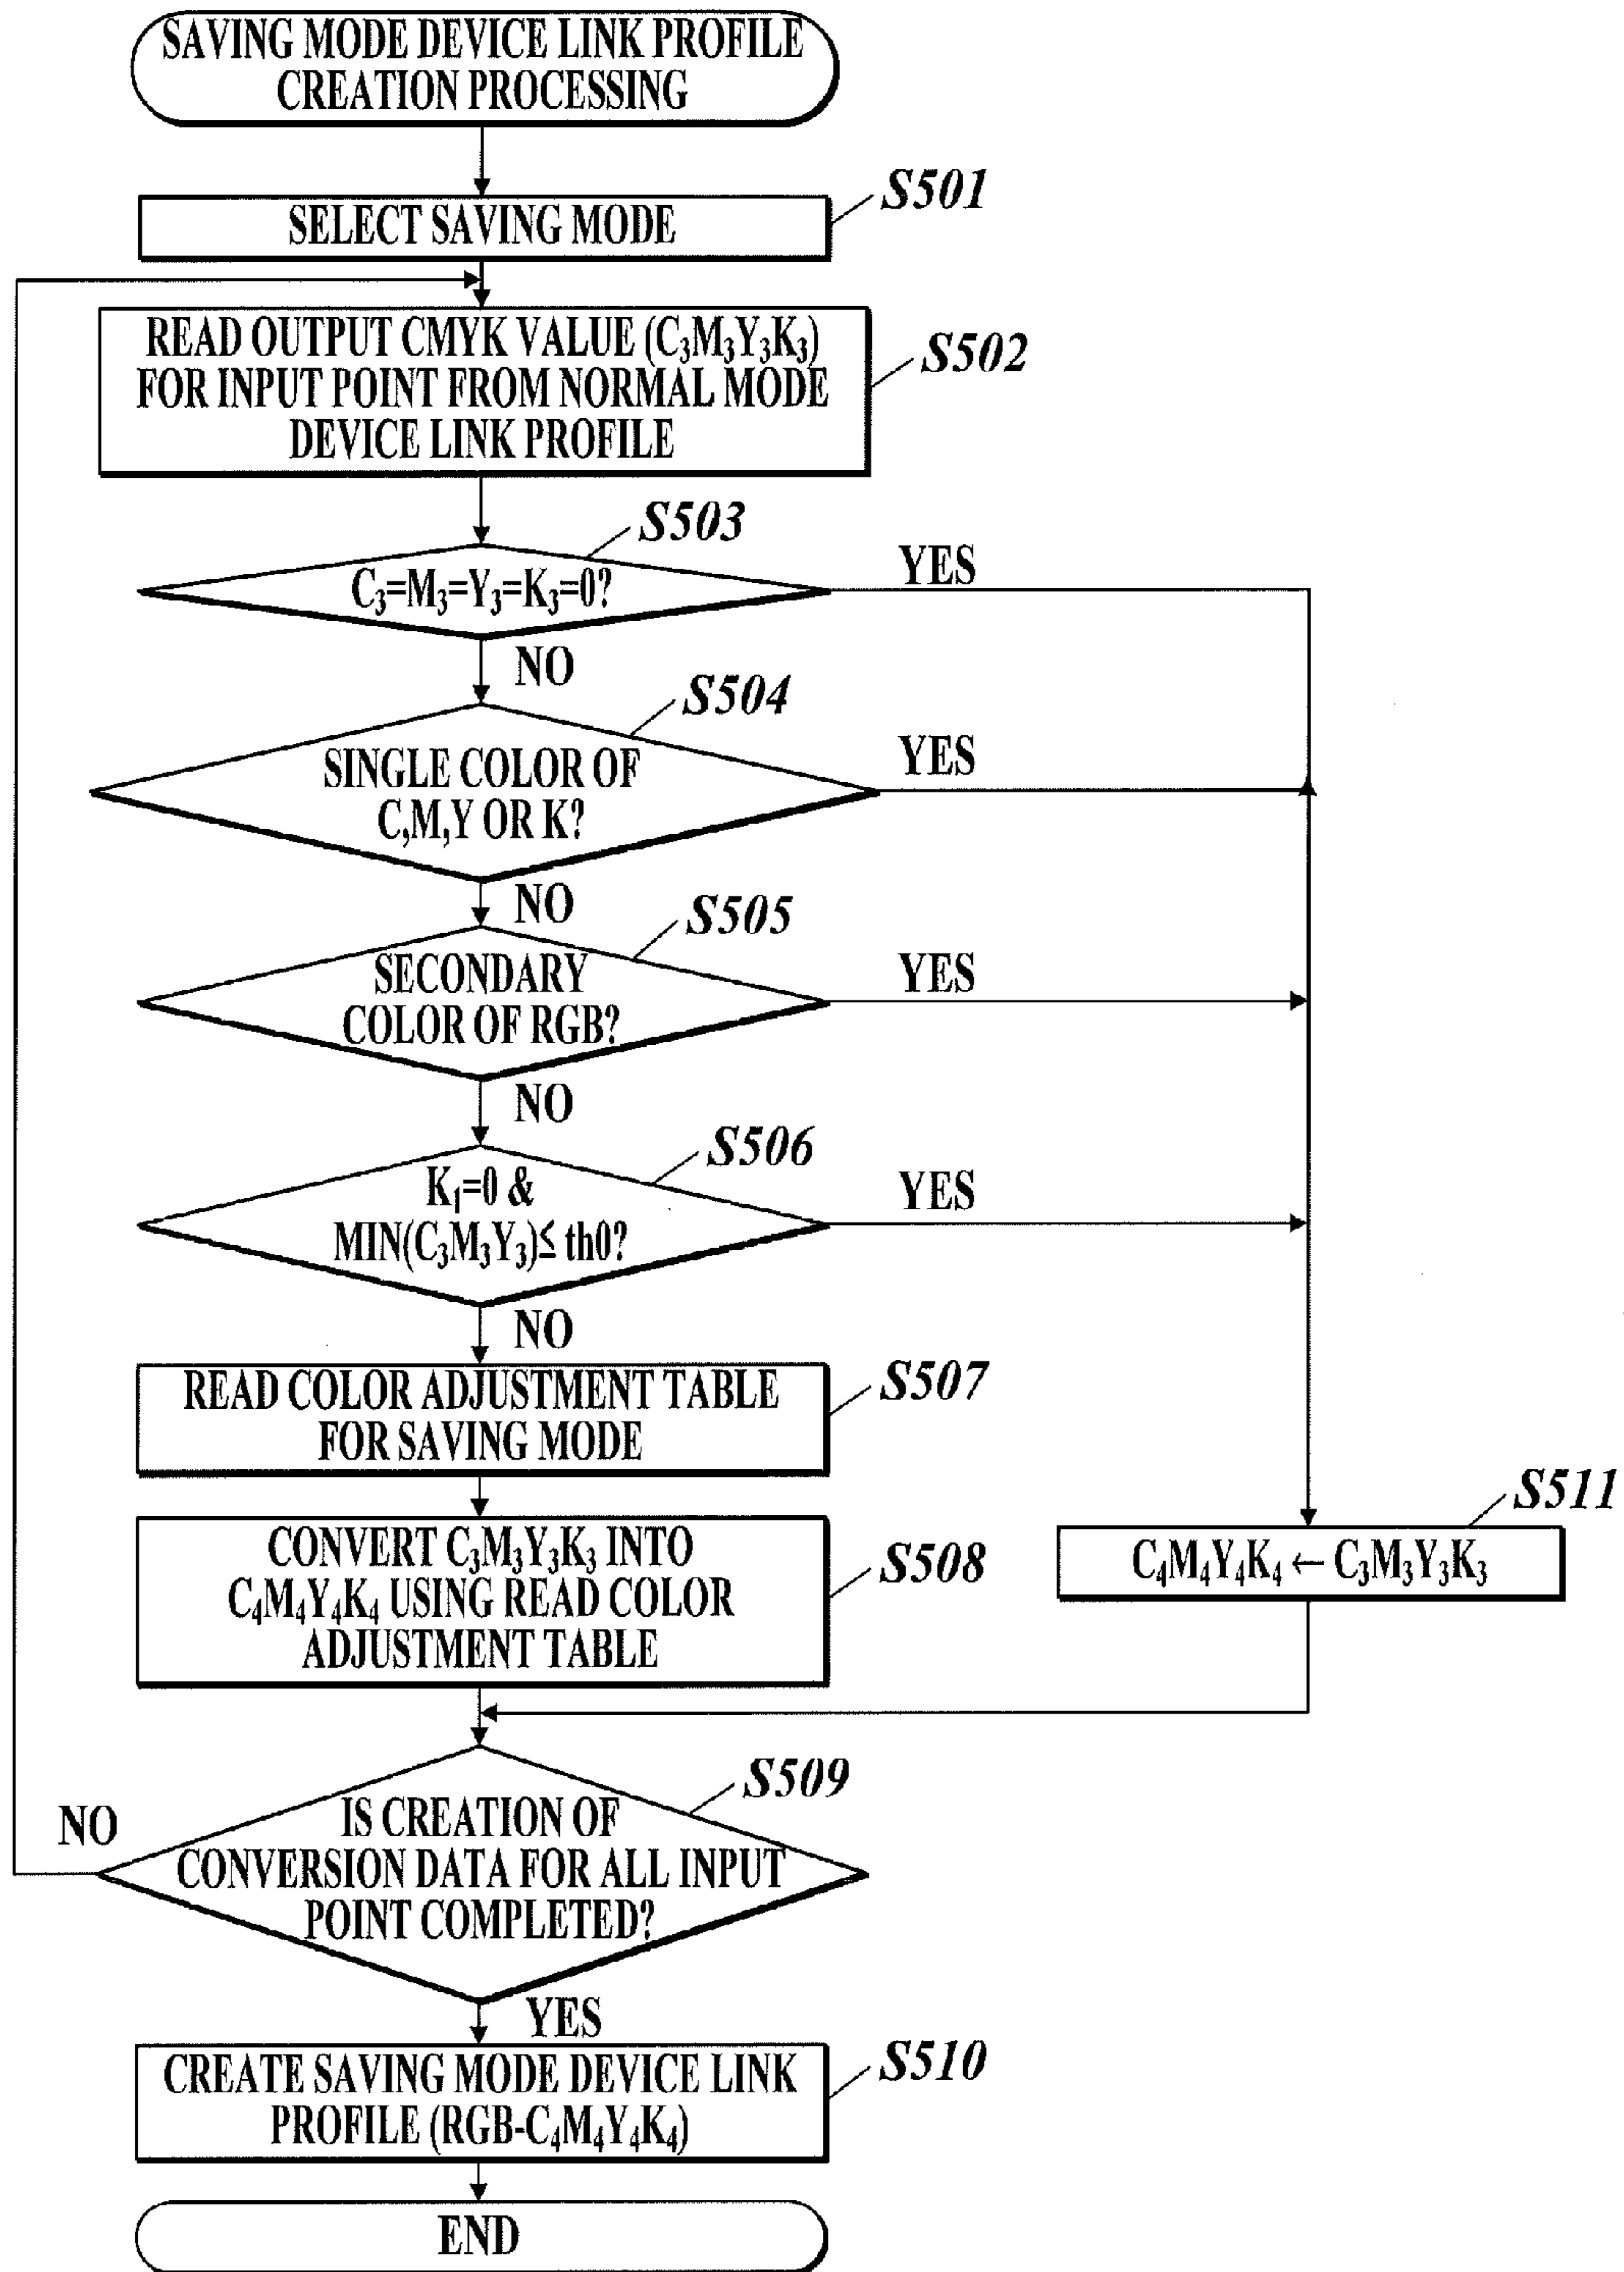 SAVING MODE DEVICE LINK PROFILE
CREATION PROCESSING
S501
SELECT SAVING MODE
READ OUTPUT CMYK VALUE (C₃M₃Y₃K₃)
FOR INPUT POINT FROM NORMAL MODE
DEVICE LINK PROFILE
S502
S503
C₃=M₃=Y₃=K₃=0?
YES
NO
S504
SINGLE COLOR OF
C,M,Y OR K?
YES
NO
S505
SECONDARY
COLOR OF RGB?
YES
NO
S506
K₁=0 &
MIN(C₃M₃Y₃)≤ th0?
YES
NO
READ COLOR ADJUSTMENT TABLE
FOR SAVING MODE
S507
CONVERT C₃M₃Y₃K₃ INTO
C₄M₄Y₄K₄ USING READ COLOR
ADJUSTMENT TABLE
S508
S511
C₄M₄Y₄K₄ ← C₃M₃Y₃K₃
S509
IS CREATION OF
CONVERSION DATA FOR ALL INPUT
POINT COMPLETED?
NO
YES
CREATE SAVING MODE DEVICE LINK
PROFILE (RGB-C₄M₄Y₄K₄)
S510
END